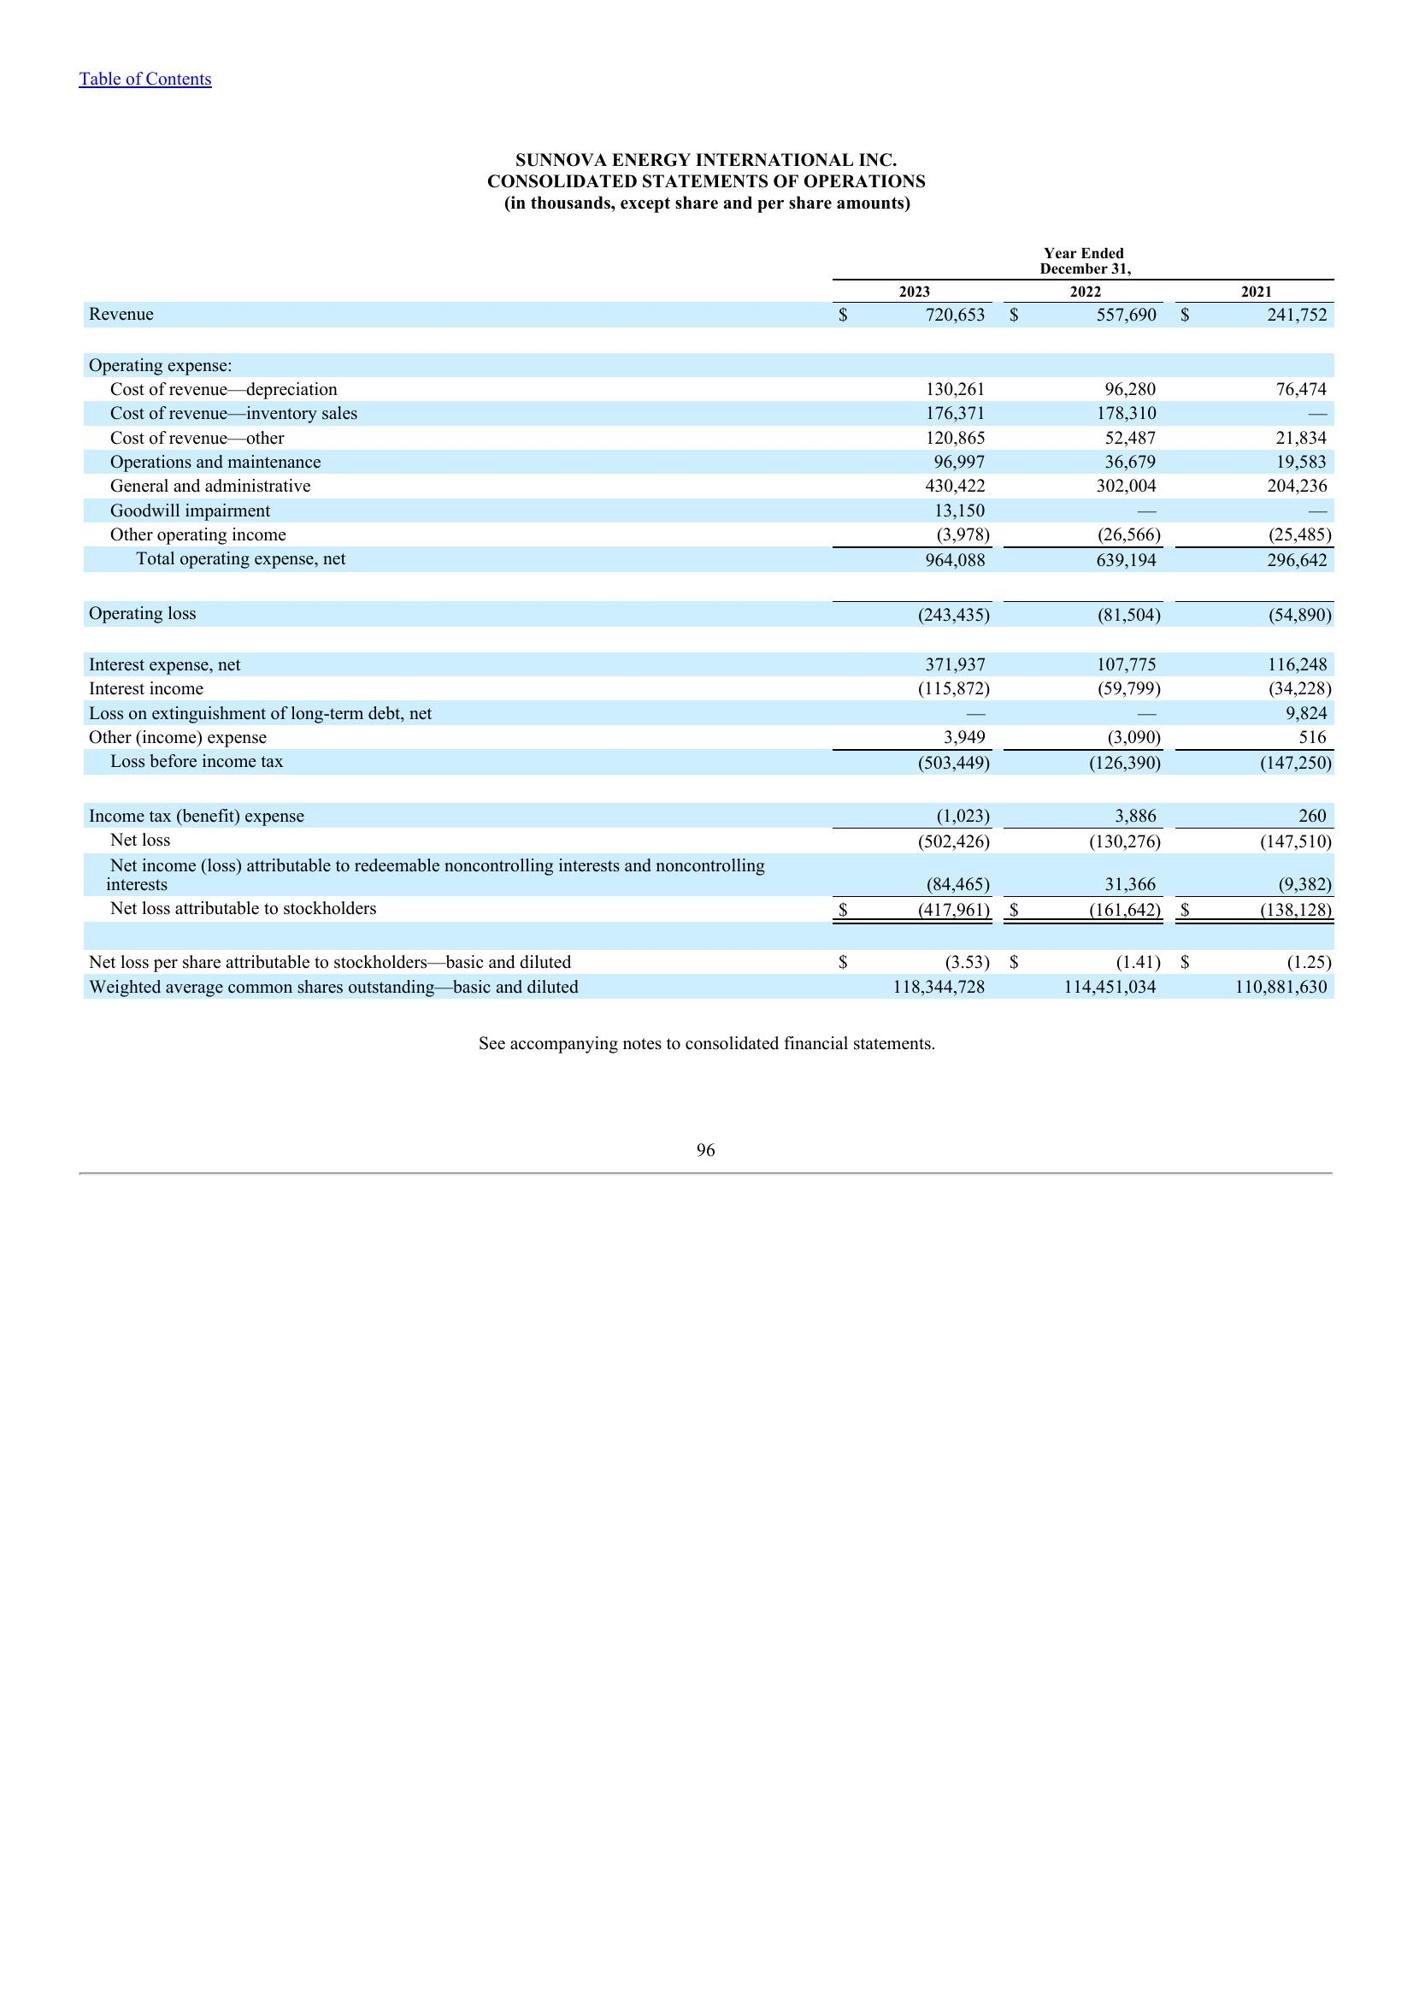 Table of Contents
SUNNOVA ENERGY INTERNATIONAL INC.
CONSOLIDATED STATEMENTS OF OPERATIONS
(in thousands, except share and per share amounts)
Year Ended
December 31,
2023 2022 2021
Revenue $ 720,653 $ 557,690 $ 241,752
Operating expense:
Cost of revenue—depreciation 130,261 96,280 76,474
Cost of revenue—inventory sales 176,371 178,310 —
Cost of revenue—other 120,865 52,487 21,834
Operations and maintenance 96,997 36,679 19,583
General and administrative 430,422 302,004 204,236
Goodwill impairment 13,150 — —
Other operating income (3,978) (26,566) (25,485)
Total operating expense, net 964,088 639,194 296,642
Operating loss (243,435) (81,504) (54,890)
Interest expense, net 371,937 107,775 116,248
Interest income (115,872) (59,799) (34,228)
Loss on extinguishment of long-term debt, net — — 9,824
Other (income) expense 3,949 (3,090) 516
Loss before income tax (503,449) (126,390) (147,250)
Income tax (benefit) expense (1,023) 3,886 260
Net loss (502,426) (130,276) (147,510)
Net income (loss) attributable to redeemable noncontrolling interests and noncontrolling
interests (84,465) 31,366 (9,382)
Net loss attributable to stockholders $ (417,961) $ (161,642) $ (138,128)
Net loss per share attributable to stockholders—basic and diluted $ (3.53) $ (1.41) $ (1.25)
Weighted average common shares outstanding—basic and diluted 118,344,728 114,451,034 110,881,630
See accompanying notes to consolidated financial statements.
96